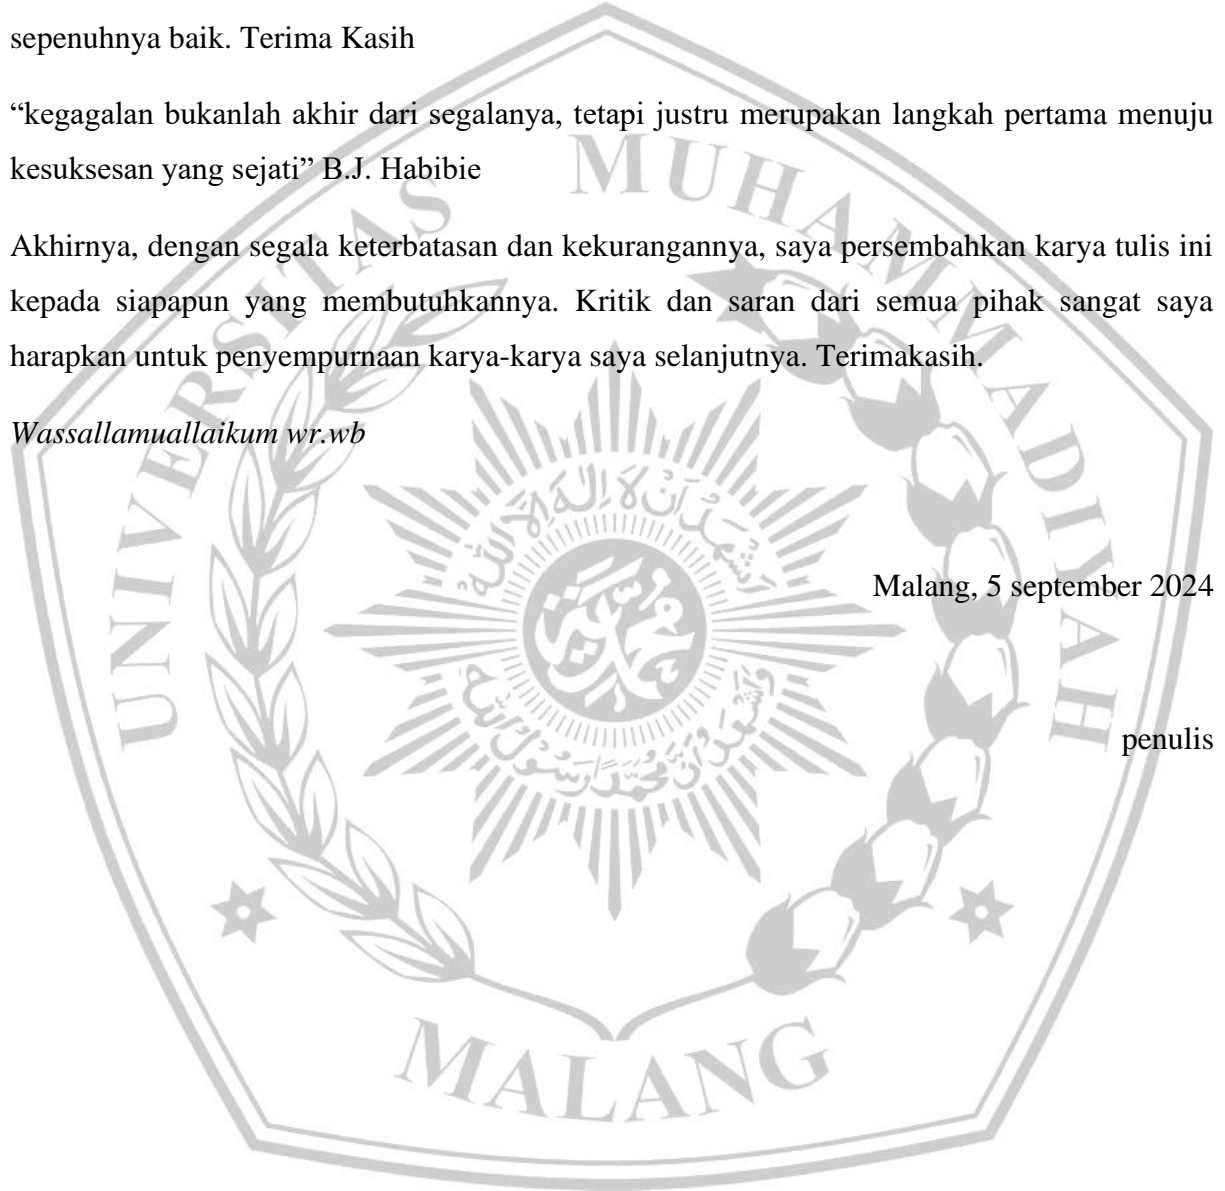 sepenuhnya baik. Terima Kasih
“kegagalan bukanlah akhir dari segalanya, tetapi justru merupakan langkah pertama menuju
kesuksesan yang sejati” B.J. Habibie
Akhirnya, dengan segala keterbatasan dan kekurangannya, saya persembahkan karya tulis ini
kepada siapapun yang membutuhkannya. Kritik dan saran dari semua pihak sangat saya
harapkan untuk penyempurnaan karya-karya saya selanjutnya. Terimakasih.
Wassallamuallaikum wr.wb
Malang, 5 september 2024
penulis
UNIVERSITAS MUHAMMADIYAH
MALANG